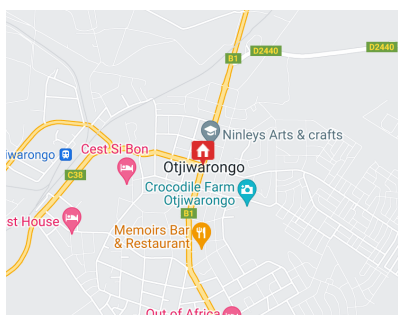 D2440
D2440
B1
Ninleys Arts & crafts
Cest Si Bon
iwarongo
Otjiwarongo
C38
Crocodile Farm
Otjiwarongo
B1
st House
Memoirs Bar
& Restaurant
Out of Africa